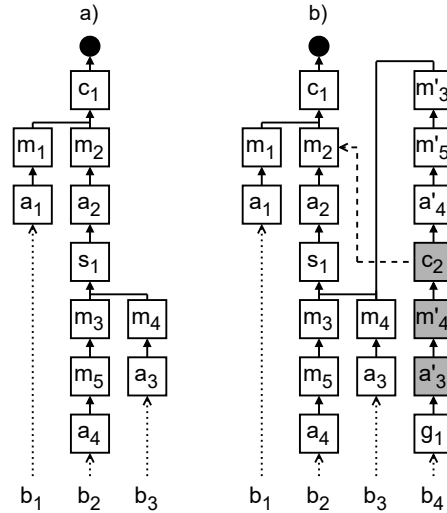 a) b)
c1 c1 m'3
m1 m2 m1 m2 m'5
a1 a2 a1 a2 a'4
s1 s1 c2
m3 m4 m3 m4 m'4
m5 a3 m5 a3 a'3
a4 a4 g1
b1 b2 b3 b1 b2 b3 b4